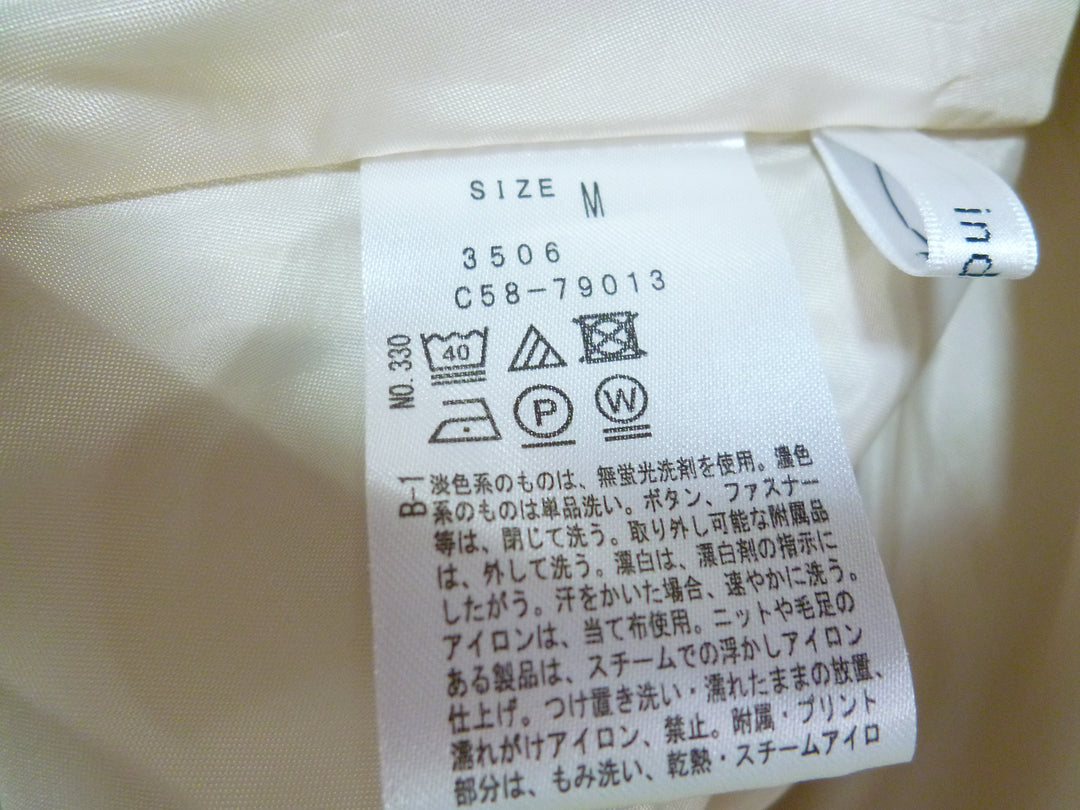 SIZE M
3506
C58-79013
NO.330
40
P
W
B-1
淡色系のものは、無蛍光洗剤を使用。濃色
系のものは単品洗い。ボタン、ファスナー
等は、閉じて洗う。取り外し可能な附属品
は、外して洗う。漂白は、漂白剤の指示に
したがう。汗をかいた場合、速やかに洗う。
アイロンは、当て布使用。ニットや毛足の
ある製品は、スチームでの浮かしアイロン
仕上げ。つけ置き洗い・濡れたままの放置、
濡れがけアイロン、禁止。附属・プリント
部分は、もみ洗い、乾熱・スチームアイロ
ind